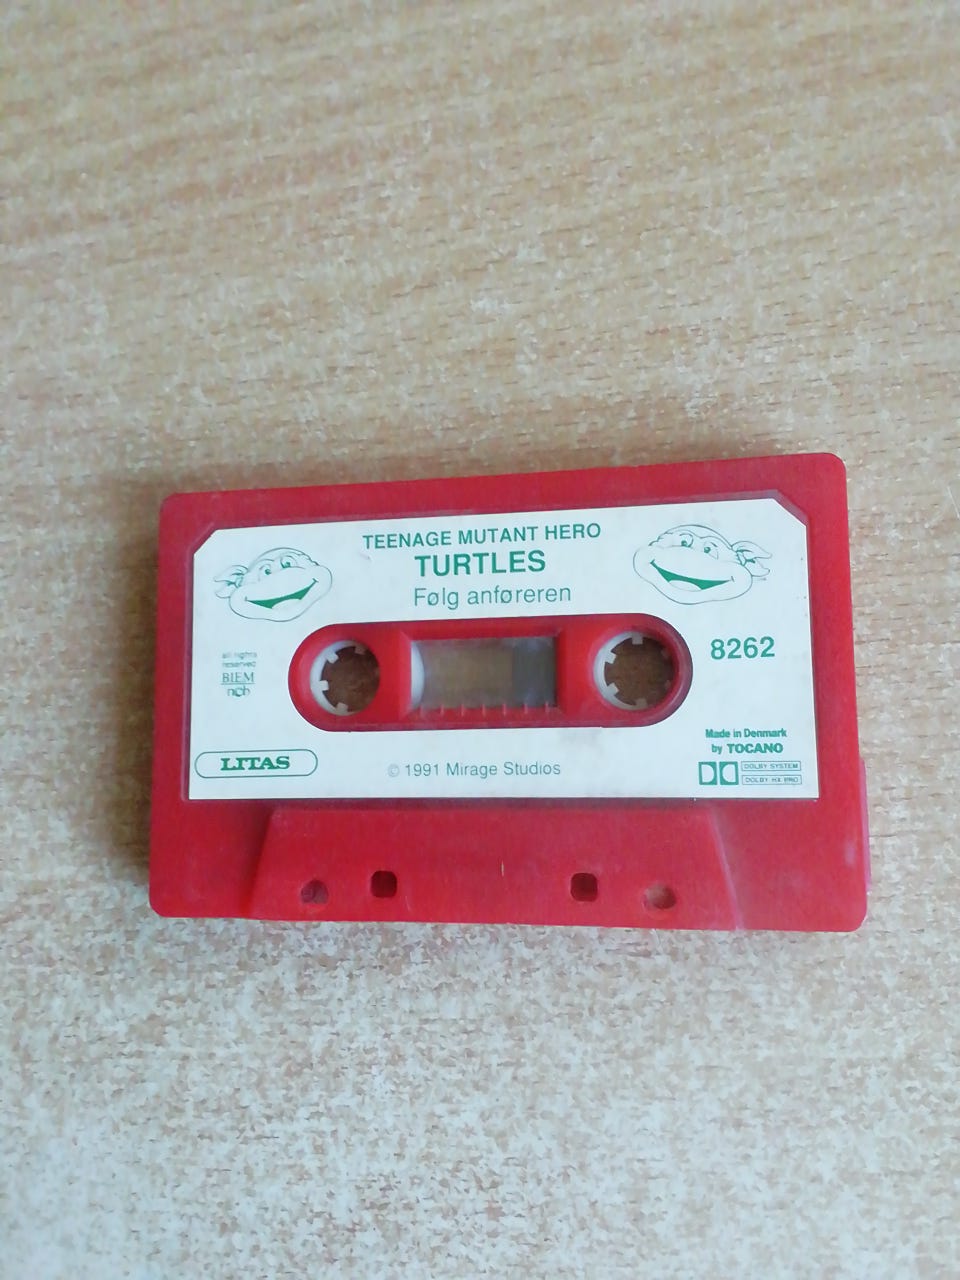 TEENAGE MUTANT HERO
TURTLES
Følg anføreren
all rights
reserved
BIEM
ncb
8262
LITAS
© 1991 Mirage Studios
Made in Denmark
by TOCANO
DOLBY SYSTEM
DOLBY HX PRO